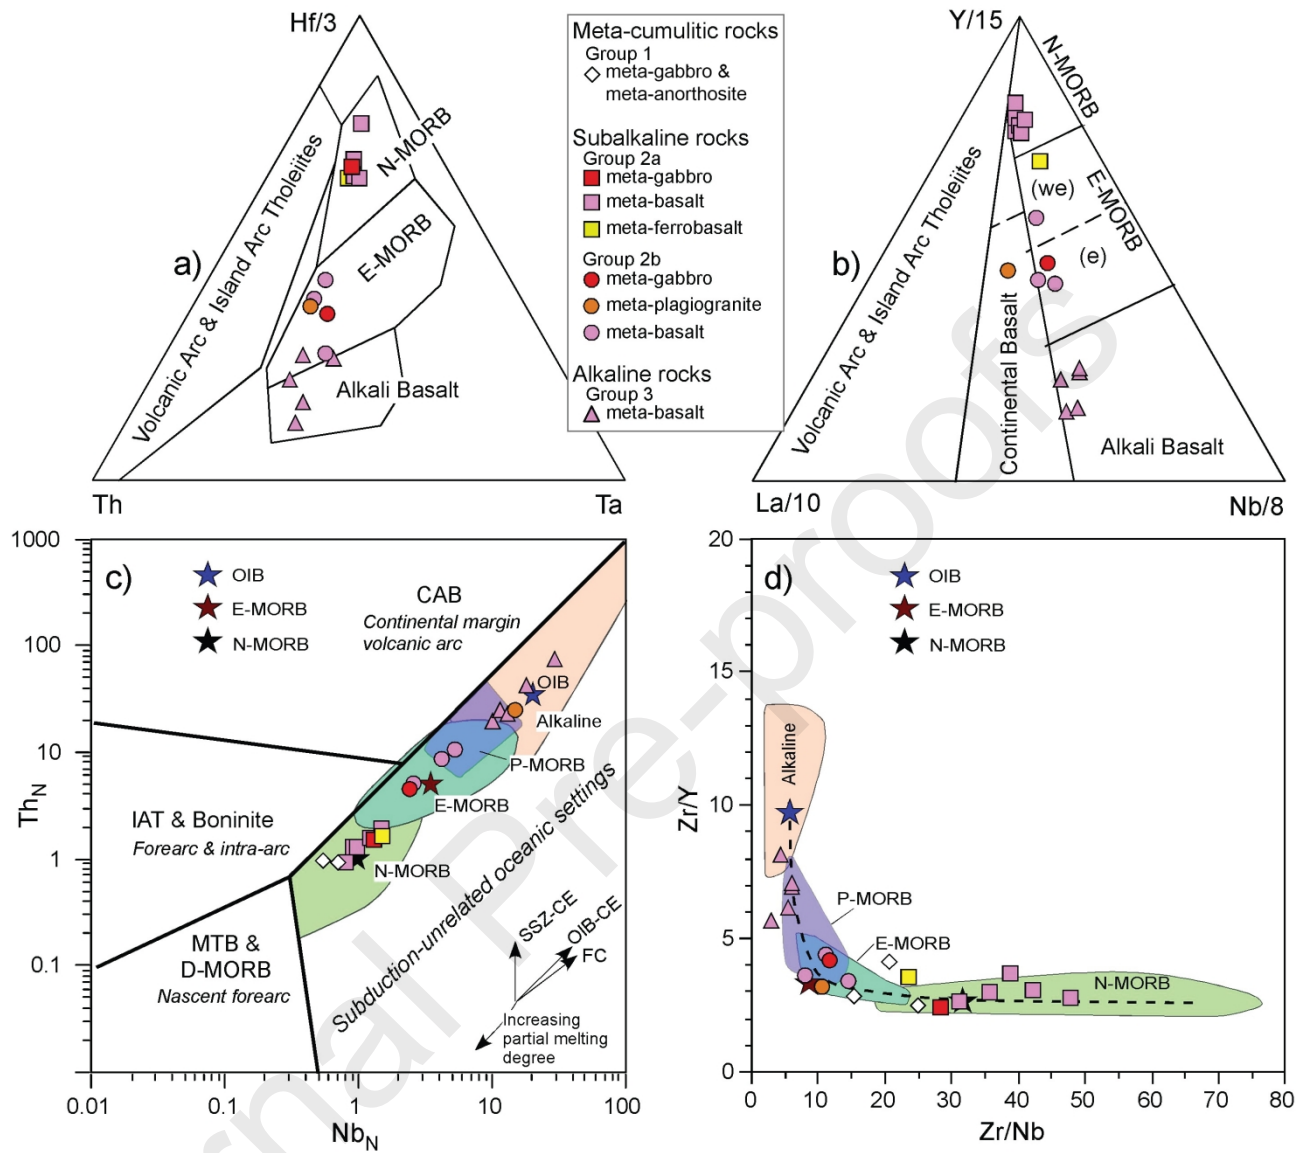 Hf/3
Volcanic Arc & Island Arc Tholeiites
N-MORB
E-MORB
a)
Alkali Basalt
Th
Ta
Meta-cumulitic rocks
Group 1
meta-gabbro &
meta-anorthosite
Subalkaline rocks
Group 2a
meta-gabbro
meta-basalt
meta-ferrobasalt
Group 2b
meta-gabbro
meta-plagiogranite
meta-basalt
Alkaline rocks
Group 3
meta-basalt
Y/15
N-MORB
Volcanic Arc & Island Arc Tholeiites
(we)
E-MORB
b)
(e)
Continental Basalt
Alkali Basalt
La/10
Nb/8
c)
OIB
E-MORB
N-MORB
CAB
Continental margin
volcanic arc
OIB
Alkaline
P-MORB
E-MORB
IAT & Boninite
Forearc & intra-arc
N-MORB
MTB &
D-MORB
Nascent forearc
Subduction-unrelated oceanic settings
SSZ-CE
OIB-CE
FC
Increasing
partial melting
degree
1000
100
10
1
0.1
Th_N
0.01
0.1
1
10
100
Nb_N
d)
OIB
E-MORB
N-MORB
Alkaline
P-MORB
E-MORB
N-MORB
20
15
10
5
0
Zr/Y
0
10
20
30
40
50
60
70
80
Zr/Nb
rnal Pre-proofs